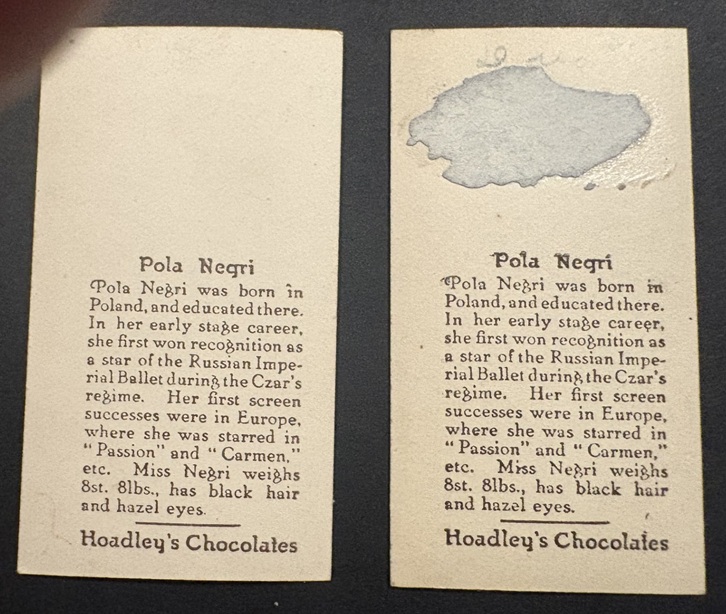 Pola Negri
Pola Negri was born in
Poland, and educated there.
In her early stage career,
she first won recognition as
a star of the Russian Impe-
rial Ballet during the Czar's
regime. Her first screen
successes were in Europe,
where she was starred in
"Passion" and "Carmen,"
etc. Miss Negri weighs
8st. 8lbs., has black hair
and hazel eyes.
Hoadley's Chocolates
Pola Negri
Pola Negri was born in
Poland, and educated there.
In her early stage career,
she first won recognition as
a star of the Russian Impe-
rial Ballet during the Czar's
regime. Her first screen
successes were in Europe,
where she was starred in
"Passion" and "Carmen,"
etc. Miss Negri weighs
8st. 8lbs., has black hair
and hazel eyes.
Hoadley's Chocolates